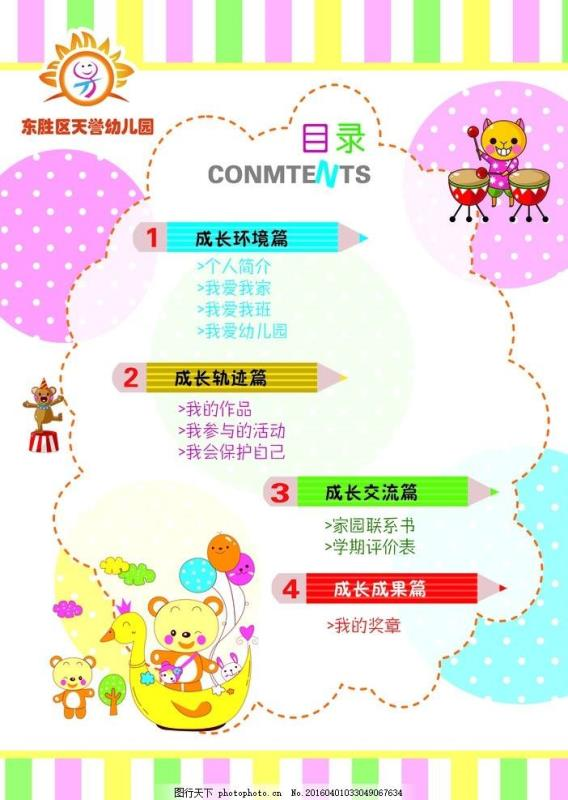 东胜区天誉幼儿园
目录
CONMTENTS
1 成长环境篇
>个人简介
>我爱我家
>我爱我班
>我爱幼儿园
2 成长轨迹篇
>我的作品
>我参与的活动
>我会保护自己
3 成长交流篇
>家园联系书
>学期评价表
4 成长成果篇
>我的奖章
图行天下 photophoto.cn No.20160401033049067634